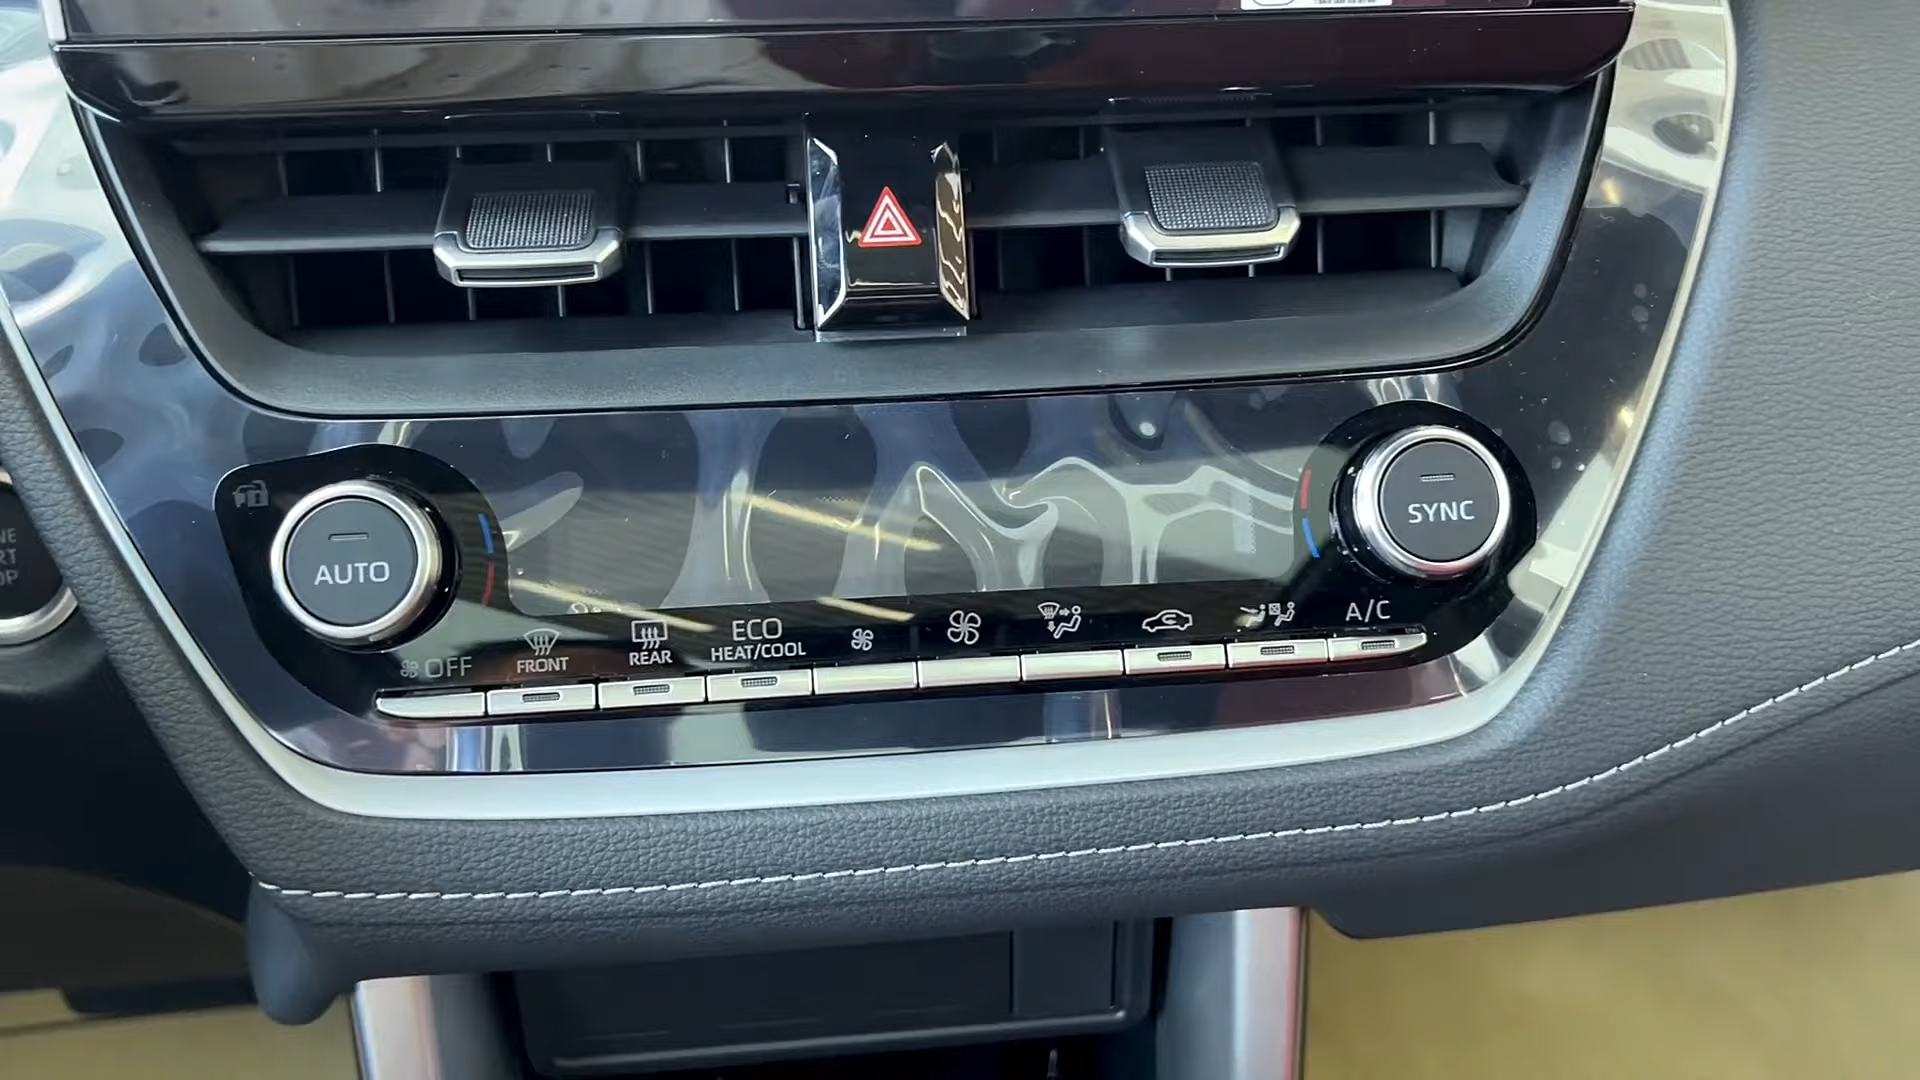 AUTO
SYNC
OFF
FRONT
REAR
ECO
HEAT/COOL
A/C